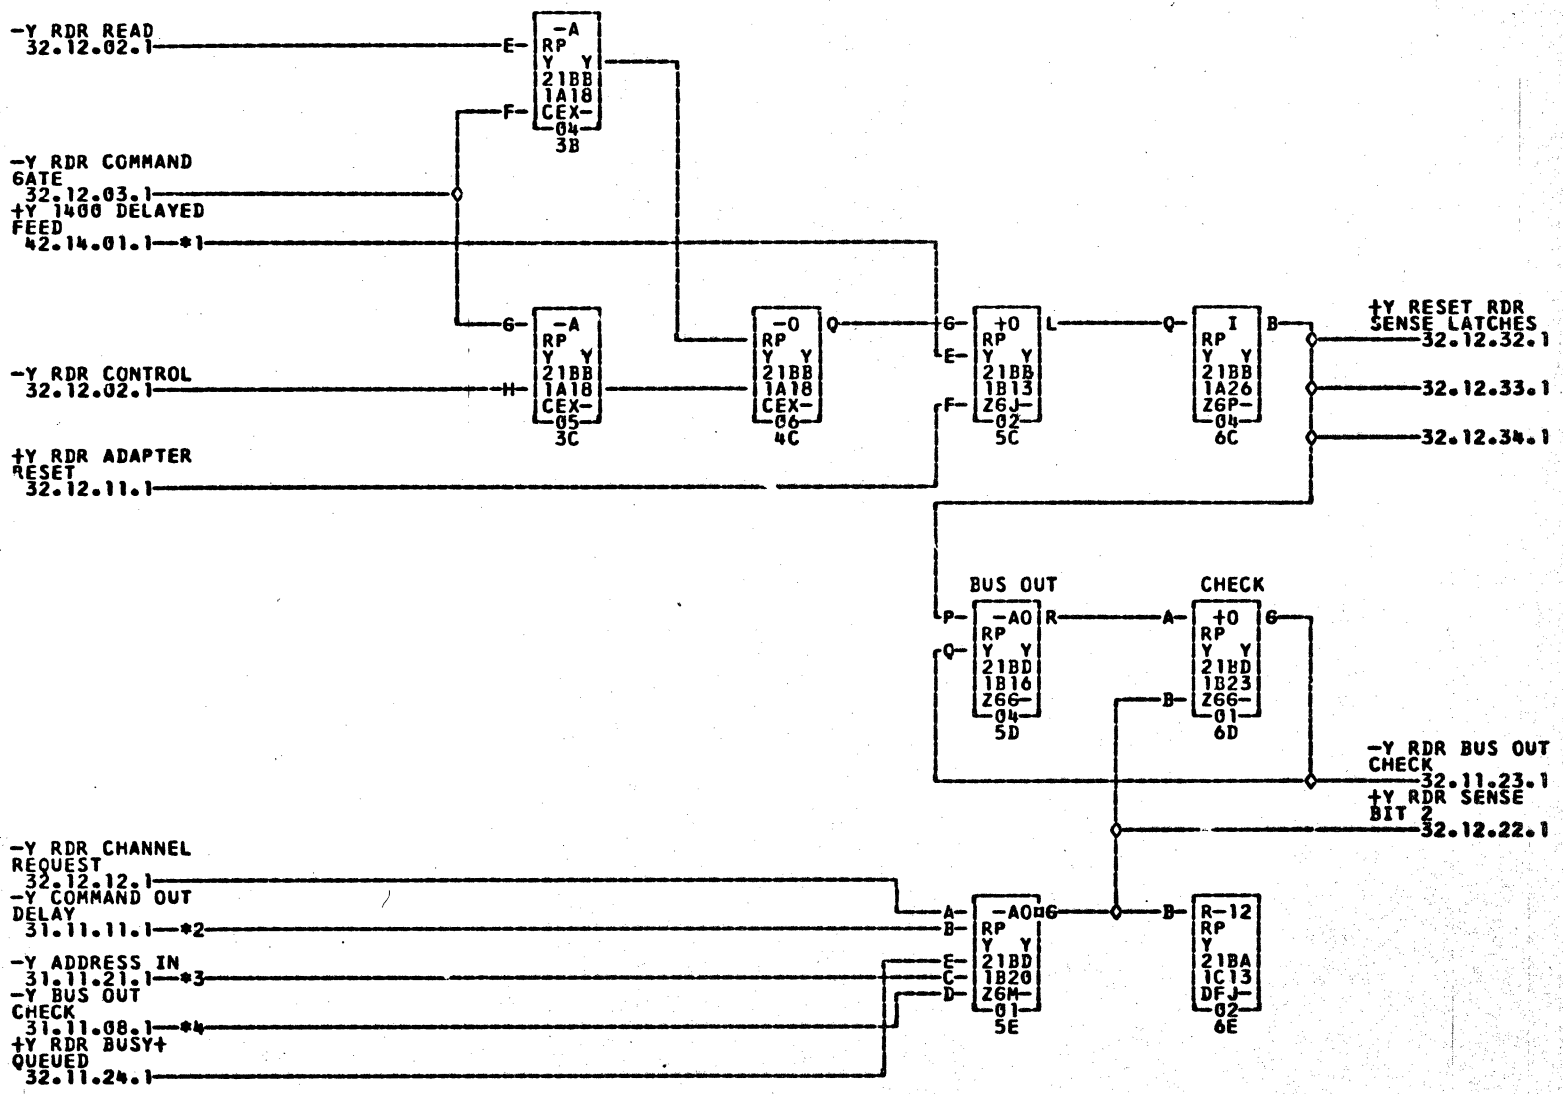 -Y RDR READ
32.12.02.1
E
-A
RP
Y Y
21BB
1A18
CEX-
04
3B
F
-Y RDR COMMAND
GATE
32.12.03.1
+Y 1400 DELAYED
FEED
42.14.01.1 *1
G
-A
RP
Y Y
21BB
1A18
CEX-
05
3C
H
-Y RDR CONTROL
32.12.02.1
-O Q
RP
Y Y
21BB
1A18
CEX-
06
4C
G
E
F
+O L
RP
Y Y
21BB
1B13
Z6J-
02
5C
Q
I B
RP
Y Y
21BB
1A26
Z6P-
04
6C
+Y RESET RDR
SENSE LATCHES
32.12.32.1
32.12.33.1
32.12.34.1
+Y RDR ADAPTER
RESET
32.12.11.1
BUS OUT
P
Q
-AO R
RP
Y Y
21BD
1B16
Z66-
04
5D
CHECK
A
B
+O G
RP
Y Y
21BD
1B23
Z66-
01
6D
-Y RDR BUS OUT
CHECK
32.11.23.1
+Y RDR SENSE
BIT 2
32.12.22.1
-Y RDR CHANNEL
REQUEST
32.12.12.1
-Y COMMAND OUT
DELAY
31.11.11.1 *2
-Y ADDRESS IN
31.11.21.1 *3
-Y BUS OUT
CHECK
31.11.08.1 *4
+Y RDR BUSY+
QUEUED
32.11.24.1
A
B
E
C
D
-AO G
RP
Y Y
21BD
1B20
Z6M-
01
5E
B
R-12
RP
Y
21BA
1C13
DFJ-
02
6E